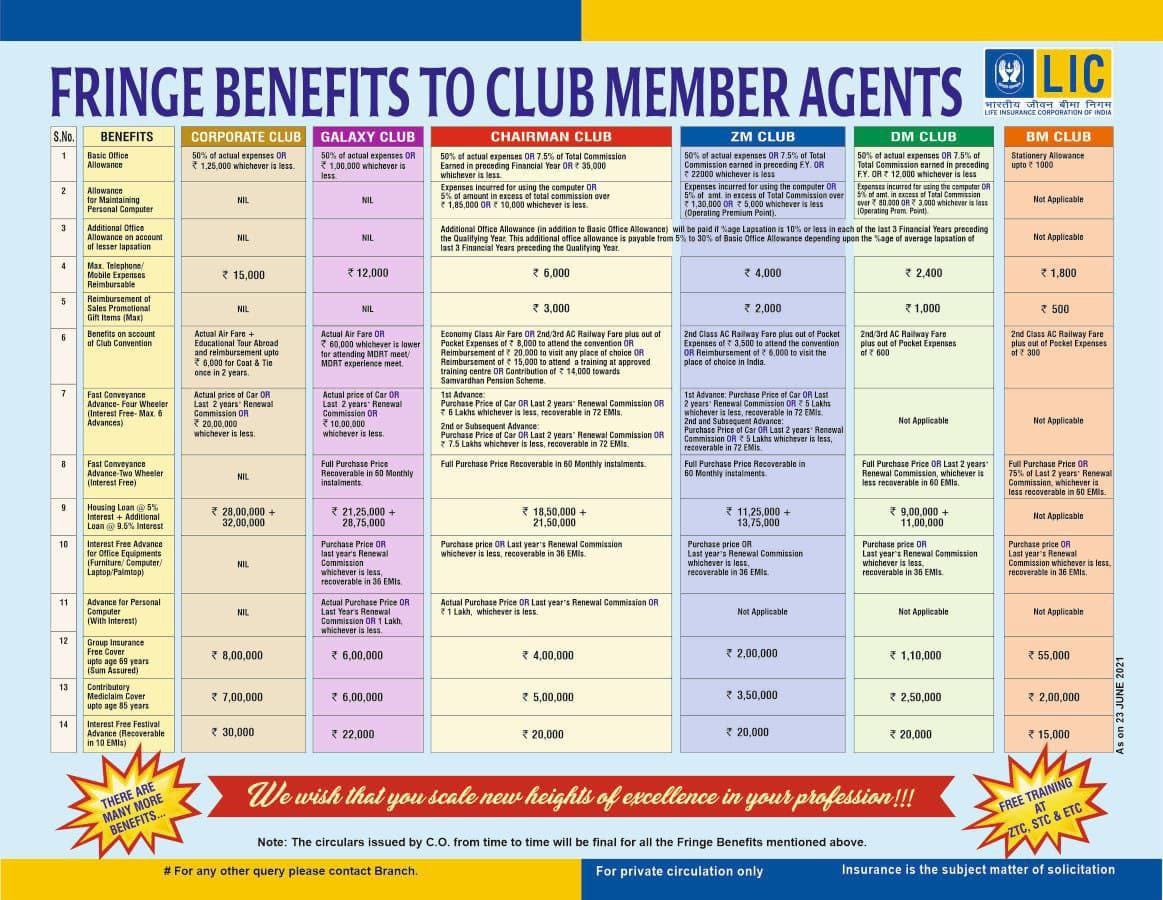 FRINGE BENEFITS TO CLUB MEMBER AGENTS
LIC
भारतीय जीवन बीमा निगम
LIFE INSURANCE CORPORATION OF INDIA
S.No. BENEFITS CORPORATE CLUB GALAXY CLUB CHAIRMAN CLUB ZM CLUB DM CLUB BM CLUB
1
Basic Office
Allowance
50% of actual expenses OR
₹ 1,25,000 whichever is less.
50% of actual expenses OR
₹ 1,00,000 whichever is
less.
50% of actual expenses OR 7.5% of Total Commission
Earned in preceding Financial Year OR ₹ 35,000
whichever is less.
50% of actual expenses OR 7.5% of Total
Commission earned in preceding F.Y. OR
₹ 22000 whichever is less
50% of actual expenses OR 7.5% of
Total Commission earned in preceding
F.Y. OR ₹ 12,000 whichever is less
Stationery Allowance
upto ₹ 1000
2
Allowance
for Maintaining
Personal Computer
NIL
NIL
Expenses incurred for using the computer OR
5% of amount in excess of total commission over
₹ 1,85,000 OR ₹ 10,000 whichever is less.
Expenses incurred for using the computer OR
5% of amt. in excess of Total Commission over
₹ 1,30,000 OR ₹ 5,000 whichever is less
(Operating Premium Point).
Expenses incurred for using the computer OR
5% of amt. in excess of Total Commission
over ₹ 80,000 OR ₹ 3,000 whichever is less
(Operating Prem. Point).
Not Applicable
3
Additional Office
Allowance on account
of lesser lapsation
NIL
NIL
Additional Office Allowance (in addition to Basic Office Allowance) will be paid if %age Lapsation is 10% or less in each of the last 3 Financial Years preceding
the Qualifying Year. This additional office allowance is payable from 5% to 30% of Basic Office Allowance depending upon the %age of average lapsation of
last 3 Financial Years preceding the Qualifying Year.
Not Applicable
4
Max. Telephone/
Mobile Expenses
Reimbursable
₹ 15,000
₹ 12,000
₹ 6,000
₹ 4,000
₹ 2,400
₹ 1,800
5
Reimbursement of
Sales Promotional
Gift Items (Max)
NIL
NIL
₹ 3,000
₹ 2,000
₹ 1,000
₹ 500
6
Benefits on account
of Club Convention
Actual Air Fare +
Educational Tour Abroad
and reimbursement upto
₹ 6,000 for Coat & Tie
once in 2 years.
Actual Air Fare OR
₹ 60,000 whichever is lower
for attending MDRT meet/
MDRT experience meet.
Economy Class Air Fare OR 2nd/3rd AC Railway Fare plus out of
Pocket Expenses of ₹ 8,000 to attend the convention OR
Reimbursement of ₹ 20,000 to visit any place of choice OR
Reimbursement of ₹ 15,000 to attend a training at approved
training centre OR Contribution of ₹ 14,000 towards
Samvardhan Pension Scheme.
2nd Class AC Railway Fare plus out of Pocket
Expenses of ₹ 3,500 to attend the convention
OR Reimbursement of ₹ 6,000 to visit the
place of choice in India.
2nd/3rd AC Railway Fare
plus out of Pocket Expenses
of ₹ 600
2nd Class AC Railway Fare
plus out of Pocket Expenses
of ₹ 300
7
Fast Conveyance
Advance- Four Wheeler
(Interest Free- Max. 6
Advances)
Actual price of Car OR
Last 2 years' Renewal
Commission OR
₹ 20,00,000
whichever is less.
Actual price of Car OR
Last 2 years' Renewal
Commission OR
₹ 10,00,000
whichever is less.
1st Advance:
Purchase Price of Car OR Last 2 years' Renewal Commission OR
₹ 6 Lakhs whichever is less, recoverable in 72 EMIs.
2nd or Subsequent Advance:
Purchase Price of Car OR Last 2 years' Renewal Commission OR
₹ 7.5 Lakhs whichever is less, recoverable in 72 EMIs.
1st Advance: Purchase Price of Car OR Last
2 years' Renewal Commission OR ₹ 5 Lakhs
whichever is less, recoverable in 72 EMIs.
2nd and Subsequent Advance:
Purchase Price of Car OR Last 2 years' Renewal
Commission OR ₹ 5 Lakhs whichever is less,
recoverable in 72 EMIs.
Not Applicable
Not Applicable
8
Fast Conveyance
Advance-Two Wheeler
(Interest Free)
NIL
Full Purchase Price
Recoverable in 60 Monthly
instalments.
Full Purchase Price Recoverable in 60 Monthly instalments.
Full Purchase Price Recoverable in
60 Monthly instalments.
Full Purchase Price OR Last 2 years'
Renewal Commission, whichever is
less recoverable in 60 EMIs.
Full Purchase Price OR
75% of Last 2 years' Renewal
Commission, whichever is
less recoverable in 60 EMIs.
9
Housing Loan @ 5%
Interest + Additional
Loan @ 9.5% Interest
₹ 28,00,000 +
32,00,000
₹ 21,25,000 +
28,75,000
₹ 18,50,000 +
21,50,000
₹ 11,25,000 +
13,75,000
₹ 9,00,000 +
11,00,000
Not Applicable
10
Interest Free Advance
for Office Equipments
(Furniture/ Computer/
Laptop/Palmtop)
NIL
Purchase Price OR
last year's Renewal
Commission
whichever is less,
recoverable in 36 EMIs.
Purchase price OR Last year's Renewal Commission
whichever is less, recoverable in 36 EMIs.
Purchase price OR
Last year's Renewal Commission
whichever is less,
recoverable in 36 EMIs.
Purchase price OR
Last year's Renewal Commission
whichever is less,
recoverable in 36 EMIs.
Purchase price OR
Last year's Renewal
Commission whichever is less,
recoverable in 36 EMIs.
11
Advance for Personal
Computer
(With Interest)
NIL
Actual Purchase Price OR
Last Year's Renewal
Commission OR 1 Lakh,
whichever is less.
Actual Purchase Price OR Last year's Renewal Commission OR
₹ 1 Lakh, whichever is less.
Not Applicable
Not Applicable
Not Applicable
12
Group Insurance
Free Cover
upto age 69 years
(Sum Assured)
₹ 8,00,000
₹ 6,00,000
₹ 4,00,000
₹ 2,00,000
₹ 1,10,000
₹ 55,000
13
Contributory
Mediclaim Cover
upto age 85 years
₹ 7,00,000
₹ 6,00,000
₹ 5,00,000
₹ 3,50,000
₹ 2,50,000
₹ 2,00,000
14
Interest Free Festival
Advance (Recoverable
in 10 EMIs)
₹ 30,000
₹ 22,000
₹ 20,000
₹ 20,000
₹ 20,000
₹ 15,000
As on 23 JUNE 2021
THERE ARE
MANY MORE
BENEFITS...
We wish that you scale new heights of excellence in your profession!!!
FREE TRAINING
AT
ZTC, STC & ETC
Note: The circulars issued by C.O. from time to time will be final for all the Fringe Benefits mentioned above.
# For any other query please contact Branch.
For private circulation only
Insurance is the subject matter of solicitation